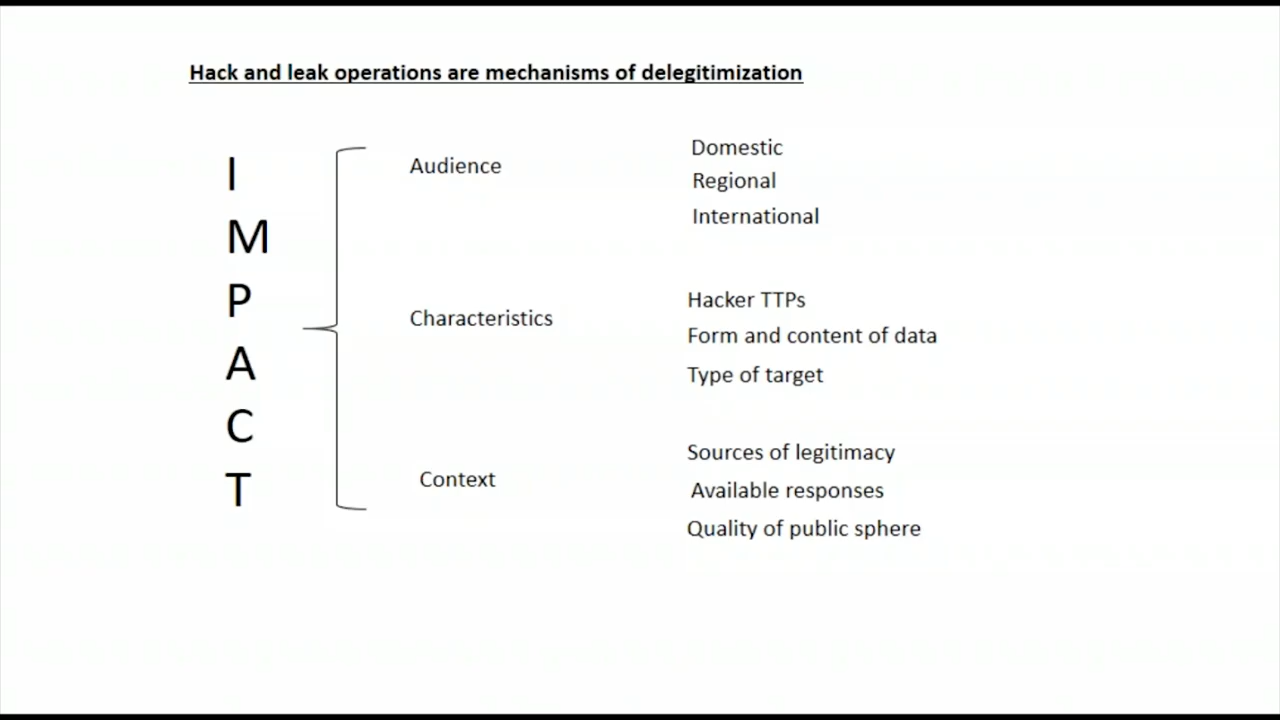 Hack and leak operations are mechanisms of delegitimization
I
M
P
A
C
T
Audience
Domestic
Regional
International
Characteristics
Hacker TTPs
Form and content of data
Type of target
Context
Sources of legitimacy
Available responses
Quality of public sphere